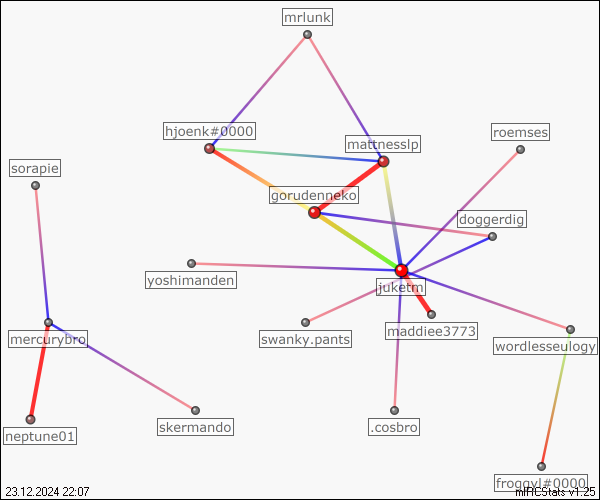 mrlunk
hjoenk#0000
mattnesslp
roemses
sorapie
gorudenneko
doggerdig
yoshimanden
juketm
swanky.pants
maddiee3773
mercurybro
wordlesseulogy
neptune01
skermando
.cosbro
froggyl#0000
23.12.2024 22:07
mIRCStats v1.25